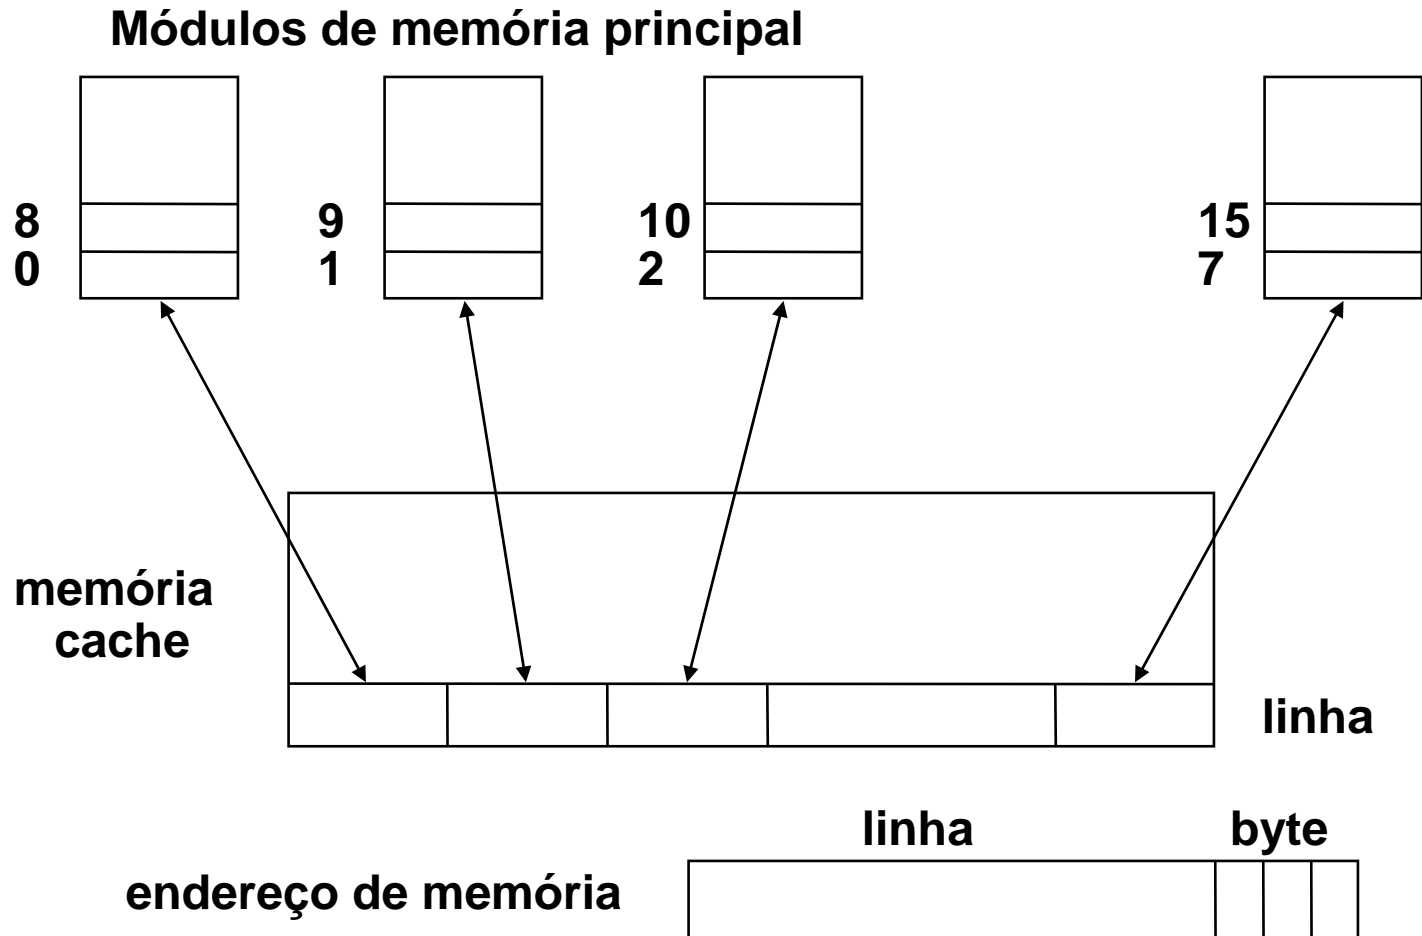 Módulos de memória principal
8 9 10 15
0 1 2 7
memória
cache
linha
linha byte
endereço de memória